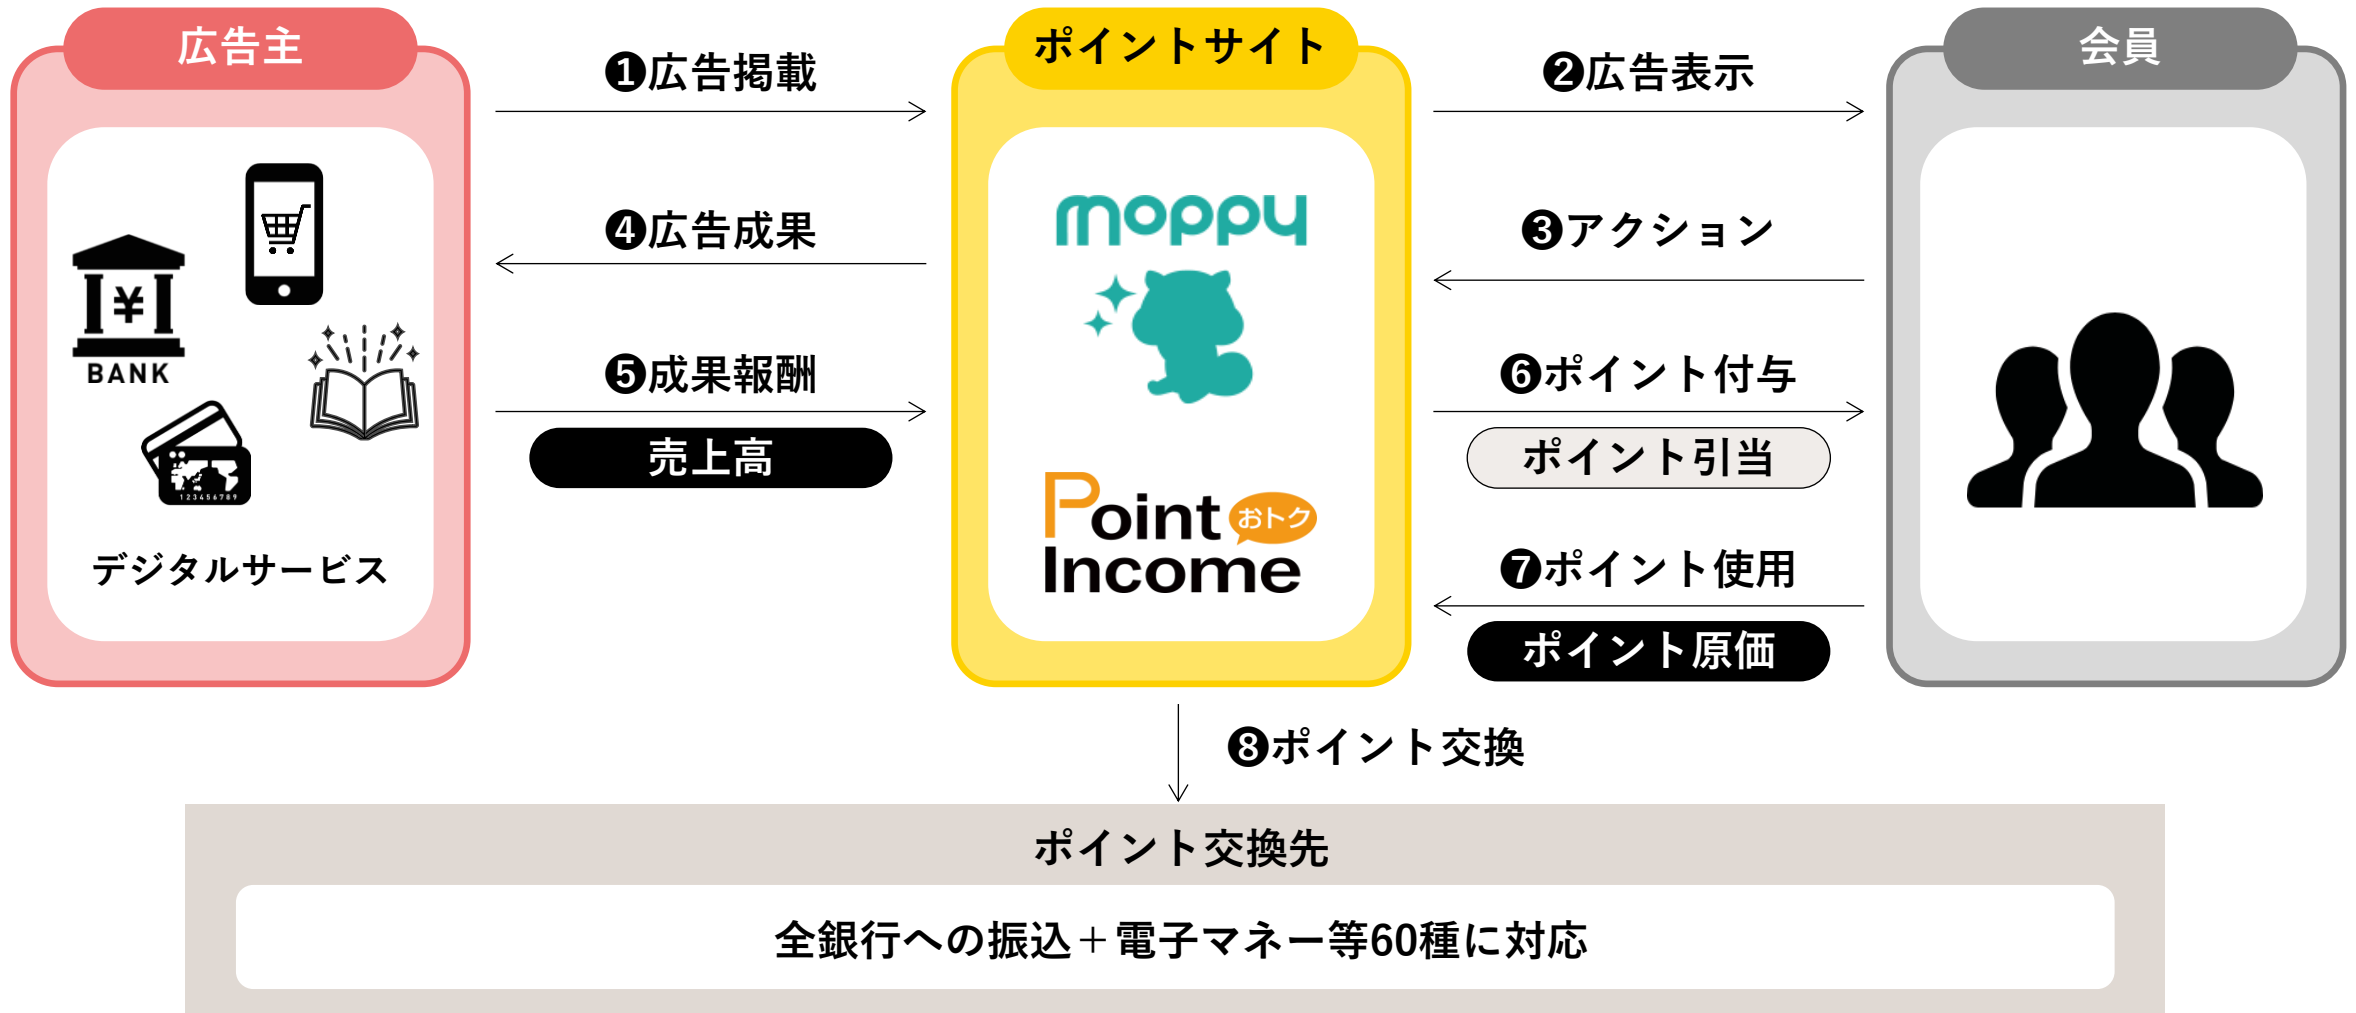 広告主
ポイントサイト
会員
❶広告掲載
❷広告表示
❹広告成果
❸アクション
❺成果報酬
売上高
❻ポイント付与
ポイント引当
❼ポイント使用
ポイント原価
¥
BANK
123456789
デジタルサービス
moppy
Point おトク
Income
❽ポイント交換
ポイント交換先
全銀行への振込＋電子マネー等60種に対応